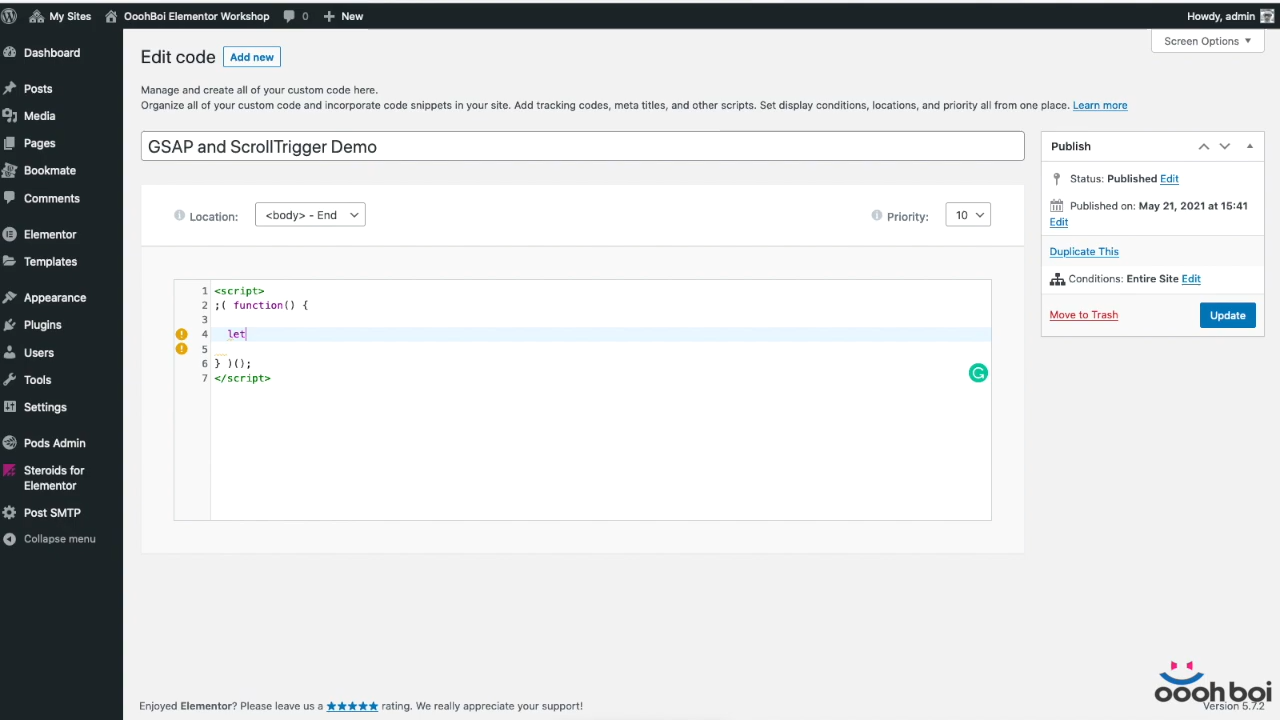 My Sites OoohBoi Elementor Workshop 0 New Howdy, admin
Dashboard
Posts
Media
Pages
Bookmate
Comments
Elementor
Templates
Appearance
Plugins
Users
Tools
Settings
Pods Admin
Steroids for
Elementor
Post SMTP
Collapse menu
Screen Options
Edit code Add new
Manage and create all of your custom code here.
Organize all of your custom code and incorporate code snippets in your site. Add tracking codes, meta titles, and other scripts. Set display conditions, locations, and priority all from one place. Learn more
GSAP and ScrollTrigger Demo
Location: <body> - End Priority: 10
1 <script>
2 ;( function() {
3
4 let
5
6 } )();
7 </script>
Publish
Status: Published Edit
Published on: May 21, 2021 at 15:41
Edit
Duplicate This
Conditions: Entire Site Edit
Move to Trash Update
Enjoyed Elementor? Please leave us a ★★★★★ rating. We really appreciate your support!
oooh boi
Version 5.7.2